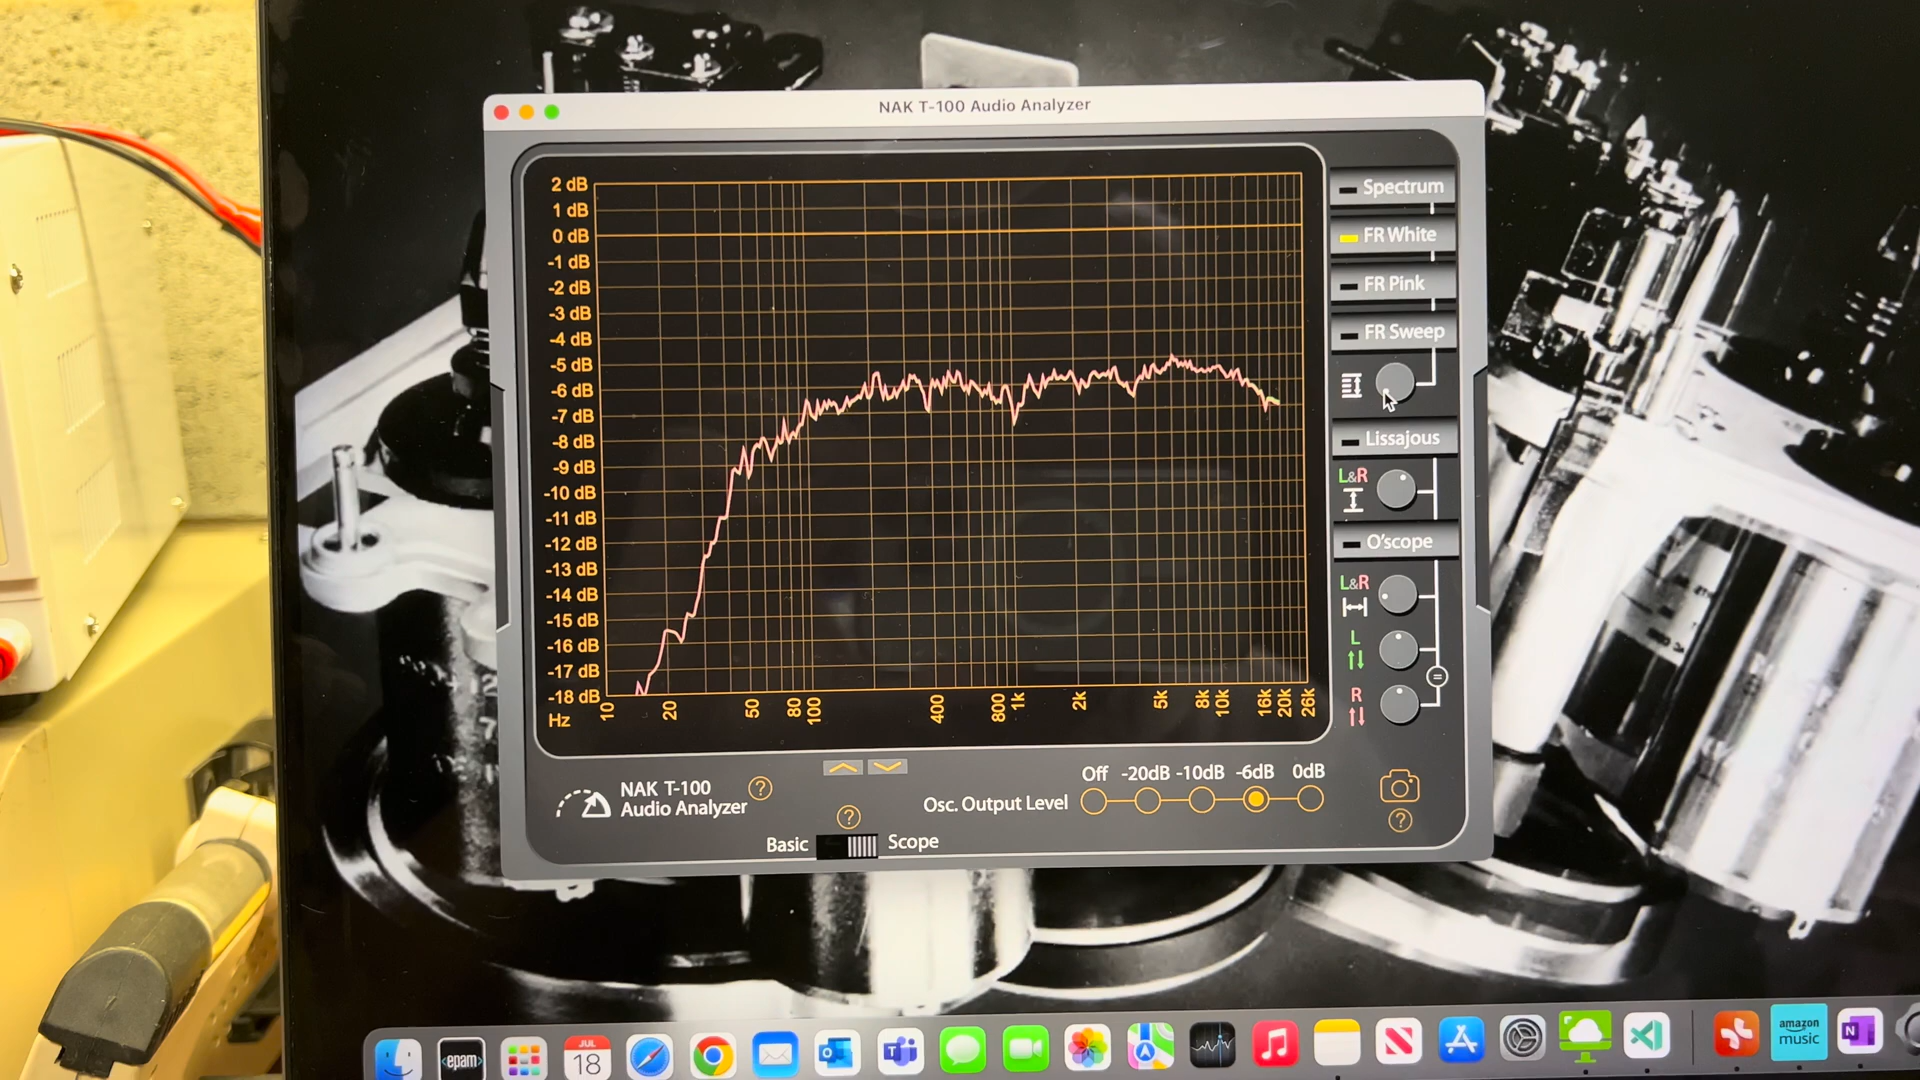 NAK T-100 Audio Analyzer
2 dB
1 dB
0 dB
-1 dB
-2 dB
-3 dB
-4 dB
-5 dB
-6 dB
-7 dB
-8 dB
-9 dB
-10 dB
-11 dB
-12 dB
-13 dB
-14 dB
-15 dB
-16 dB
-17 dB
-18 dB
Hz
10 20 50 80 100 400 800 1k 2k 5k 8k 10k 16k 20k 26k
Spectrum
FR White
FR Pink
FR Sweep
Lissajous
L&R
O'scope
L&R
L
R
=
NAK T-100
Audio Analyzer
?
?
Basic
Scope
Off -20dB -10dB -6dB 0dB
Osc. Output Level
?
<epam>
JUL
18
amazon
music
N